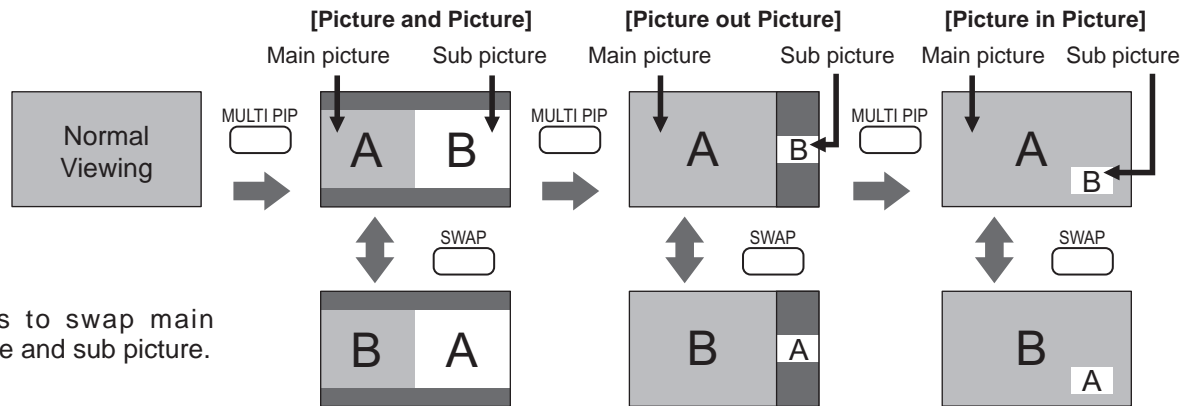 [Picture and Picture] [Picture out Picture] [Picture in Picture]
Main picture Sub picture Main picture Sub picture Main picture Sub picture
Normal
Viewing
MULTI PIP
A B
MULTI PIP
A B
MULTI PIP
A B
SWAP SWAP SWAP
s to swap main
e and sub picture.
B A
B A
B A